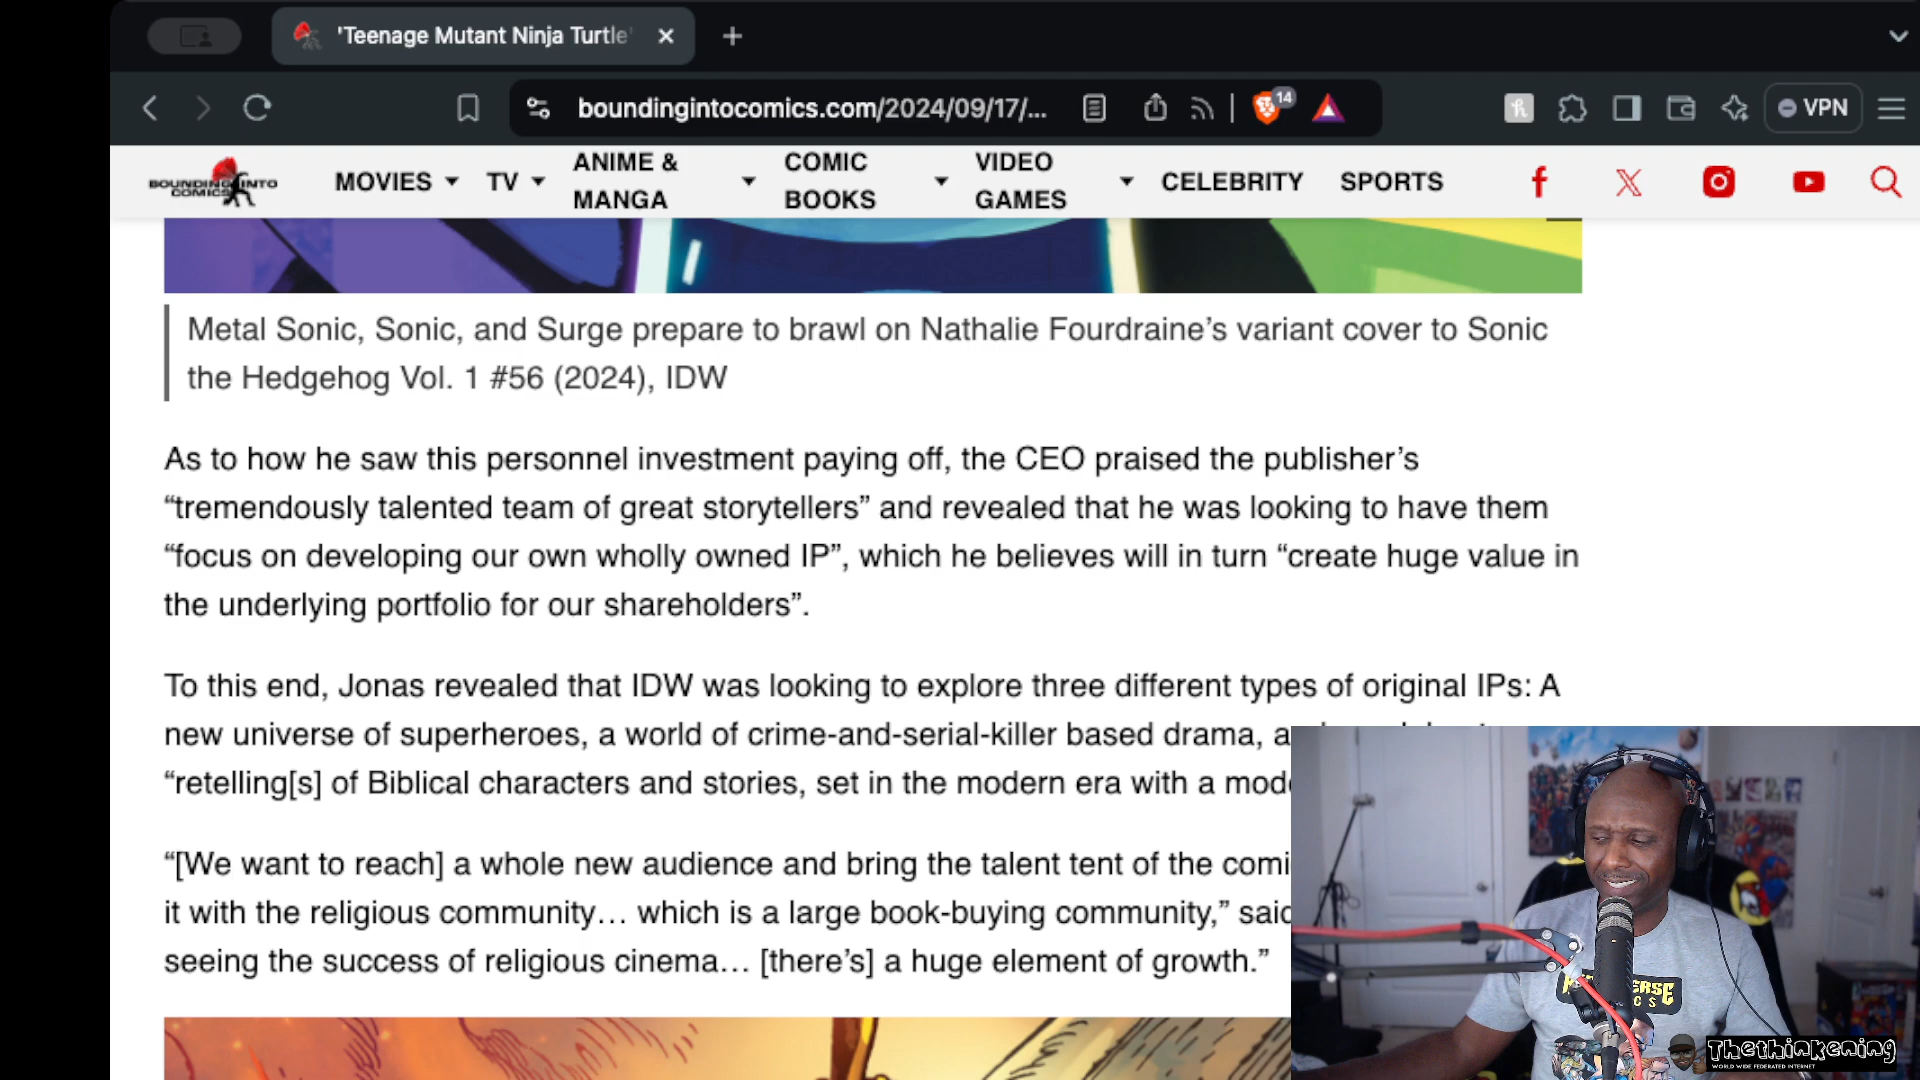 'Teenage Mutant Ninja Turtle'
boundingintocomics.com/2024/09/17/...
14
VPN
BOUNDING INTO
COMICS
MOVIES
TV
ANIME &
MANGA
COMIC
BOOKS
VIDEO
GAMES
CELEBRITY
SPORTS
Metal Sonic, Sonic, and Surge prepare to brawl on Nathalie Fourdraine’s variant cover to Sonic
the Hedgehog Vol. 1 #56 (2024), IDW
As to how he saw this personnel investment paying off, the CEO praised the publisher’s
“tremendously talented team of great storytellers” and revealed that he was looking to have them
“focus on developing our own wholly owned IP”, which he believes will in turn “create huge value in
the underlying portfolio for our shareholders”.
To this end, Jonas revealed that IDW was looking to explore three different types of original IPs: A
new universe of superheroes, a world of crime-and-serial-killer based drama,
“retelling[s] of Biblical characters and stories, set in the modern era with a
“[We want to reach] a whole new audience and bring the talent tent of the
it with the religious community… which is a large book-buying community,”
seeing the success of religious cinema… [there’s] a huge element of growth.”
Thethinkening
WORLD WIDE FEDERATED INTERNET